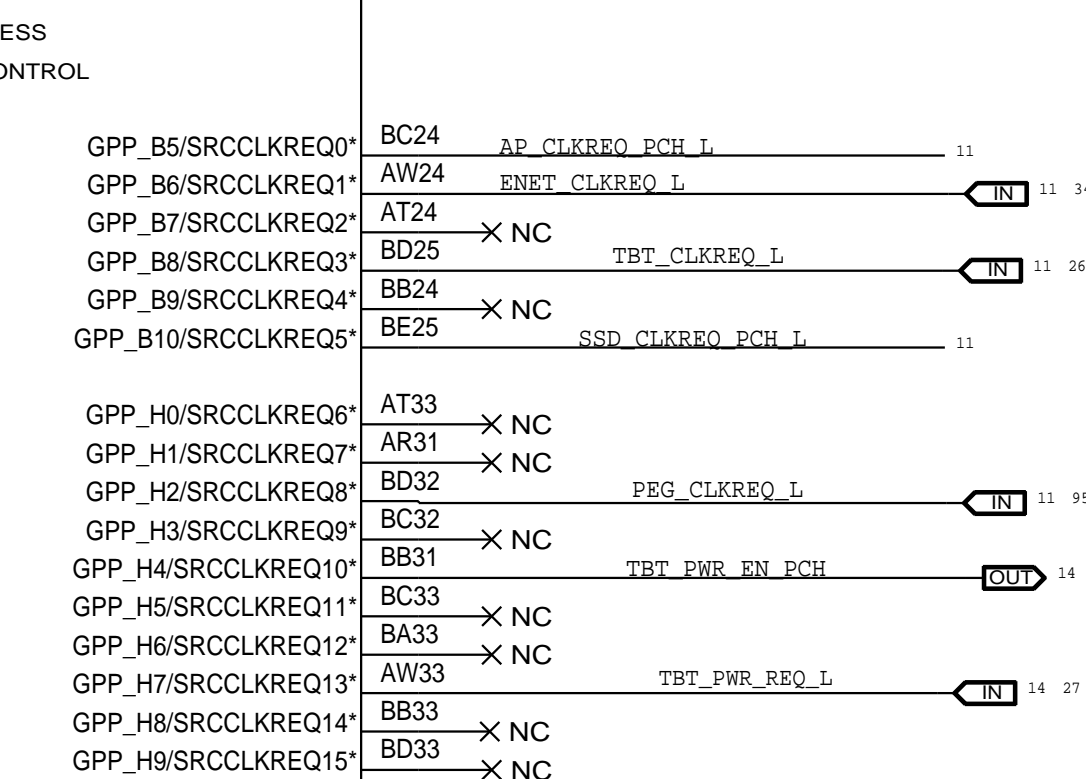 ESS
ONTROL
GPP_B5/SRCCLKREQ0* BC24 AP_CLKREQ_PCH_L 11
GPP_B6/SRCCLKREQ1* AW24 ENET_CLKREQ_L IN 11 34
GPP_B7/SRCCLKREQ2* AT24 NC
GPP_B8/SRCCLKREQ3* BD25 TBT_CLKREQ_L IN 11 26
GPP_B9/SRCCLKREQ4* BB24 NC
GPP_B10/SRCCLKREQ5* BE25 SSD_CLKREQ_PCH_L 11
GPP_H0/SRCCLKREQ6* AT33 NC
GPP_H1/SRCCLKREQ7* AR31 NC
GPP_H2/SRCCLKREQ8* BD32 PEG_CLKREQ_L IN 11 95
GPP_H3/SRCCLKREQ9* BC32 NC
GPP_H4/SRCCLKREQ10* BB31 TBT_PWR_EN_PCH OUT 14
GPP_H5/SRCCLKREQ11* BC33 NC
GPP_H6/SRCCLKREQ12* BA33 NC
GPP_H7/SRCCLKREQ13* AW33 TBT_PWR_REQ_L IN 14 27
GPP_H8/SRCCLKREQ14* BB33 NC
GPP_H9/SRCCLKREQ15* BD33 NC